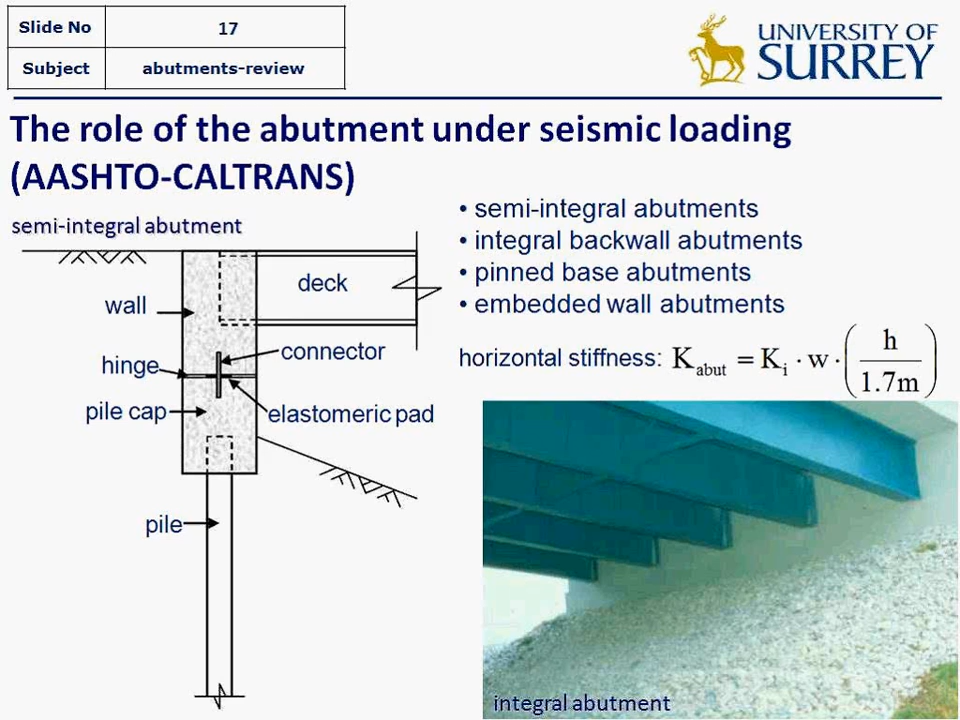 Slide No 17
Subject abutments-review
UNIVERSITY OF
SURREY
The role of the abutment under seismic loading
(AASHTO-CALTRANS)
semi-integral abutment
deck
wall
connector
hinge
pile cap
elastomeric pad
pile
• semi-integral abutments
• integral backwall abutments
• pinned base abutments
• embedded wall abutments
horizontal stiffness: K_abut = K_i · w · (h / 1.7m)
integral abutment